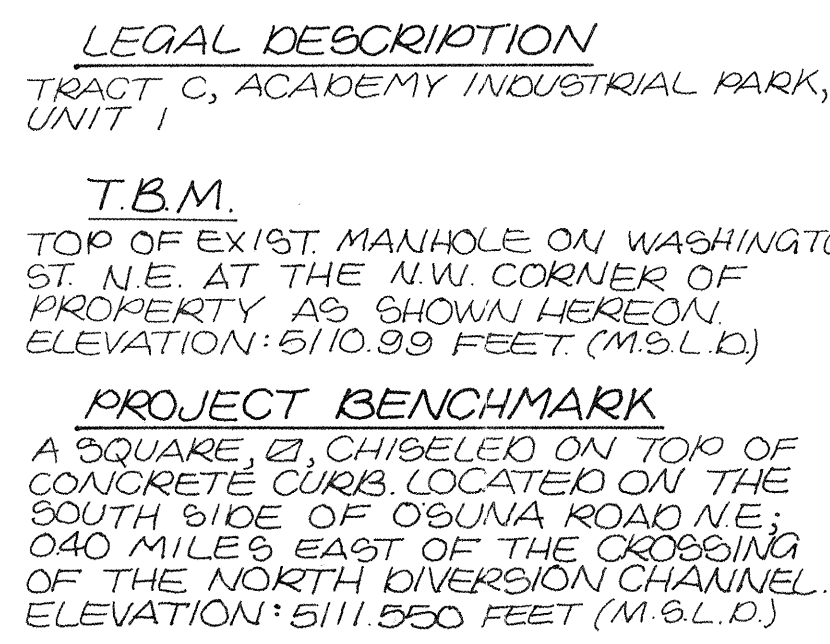 LEGAL DESCRIPTION
TRACT C, ACADEMY INDUSTRIAL PARK,
UNIT 1
T.B.M.
TOP OF EXIST. MANHOLE ON WASHINGTO
ST. N.E. AT THE N.W. CORNER OF
PROPERTY AS SHOWN HEREON.
ELEVATION: 5110.99 FEET. (M.S.L.D.)
PROJECT BENCHMARK
A SQUARE, ⍁, CHISELED ON TOP OF
CONCRETE CURB. LOCATED ON THE
SOUTH SIDE OF OSUNA ROAD N.E;
0.40 MILES EAST OF THE CROSSING
OF THE NORTH DIVERSION CHANNEL.
ELEVATION: 5111.550 FEET (M.S.L.D.)